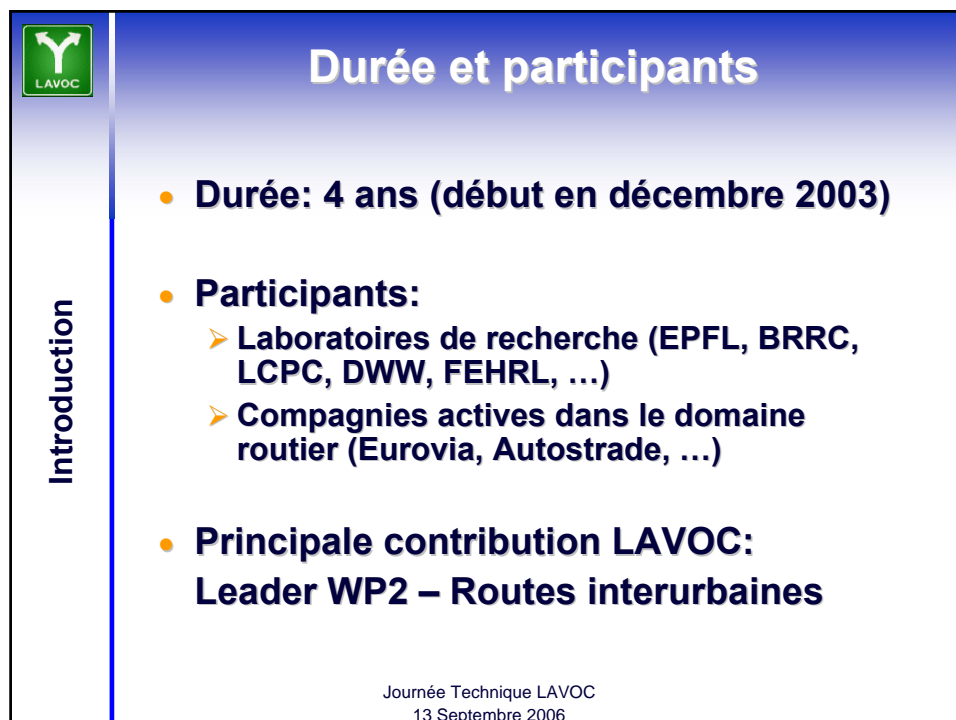 LAVOC
Durée et participants
Introduction
• Durée: 4 ans (début en décembre 2003)
• Participants:
➢ Laboratoires de recherche (EPFL, BRRC,
LCPC, DWW, FEHRL, …)
➢ Compagnies actives dans le domaine
routier (Eurovia, Autostrade, …)
• Principale contribution LAVOC:
Leader WP2 – Routes interurbaines
Journée Technique LAVOC
13 Septembre 2006